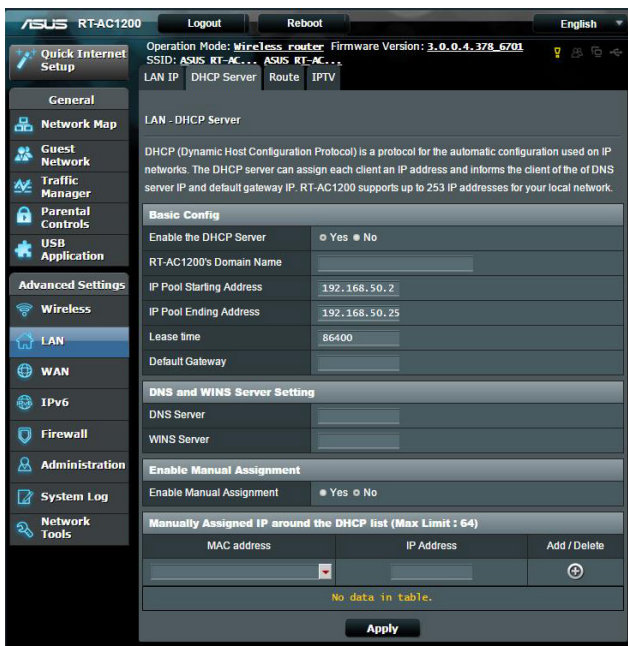 ASUS RT-AC1200 Logout Reboot English
Quick Internet Setup
Operation Mode: Wireless router Firmware Version: 3.0.0.4.378_6701
SSID: ASUS RT-AC... ASUS RT-AC...
LAN IP DHCP Server Route IPTV
General
Network Map
Guest Network
Traffic Manager
Parental Controls
USB Application
Advanced Settings
Wireless
LAN
WAN
IPv6
Firewall
Administration
System Log
Network Tools
LAN - DHCP Server
DHCP (Dynamic Host Configuration Protocol) is a protocol for the automatic configuration used on IP
networks. The DHCP server can assign each client an IP address and informs the client of the of DNS
server IP and default gateway IP. RT-AC1200 supports up to 253 IP addresses for your local network.
Basic Config
Enable the DHCP Server Yes No
RT-AC1200's Domain Name
IP Pool Starting Address 192.168.50.2
IP Pool Ending Address 192.168.50.25
Lease time 86400
Default Gateway
DNS and WINS Server Setting
DNS Server
WINS Server
Enable Manual Assignment
Enable Manual Assignment Yes No
Manually Assigned IP around the DHCP list (Max Limit : 64)
MAC address IP Address Add / Delete
No data in table.
Apply